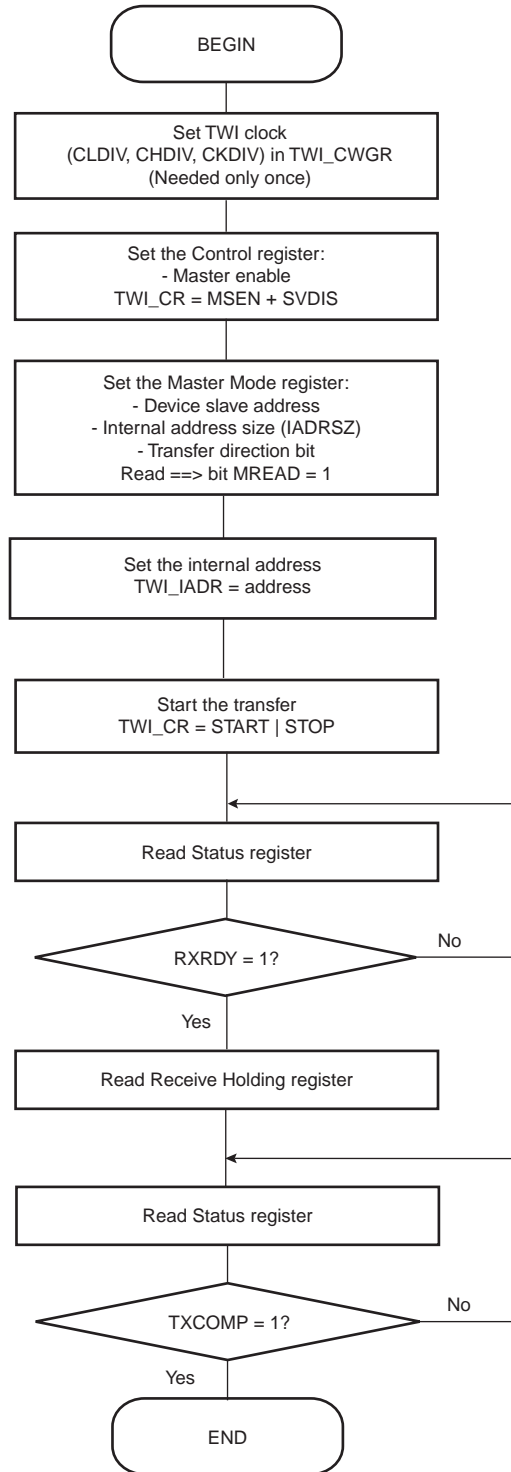 BEGIN
Set TWI clock
(CLDIV, CHDIV, CKDIV) in TWI_CWGR
(Needed only once)
Set the Control register:
- Master enable
TWI_CR = MSEN + SVDIS
Set the Master Mode register:
- Device slave address
- Internal address size (IADRSZ)
- Transfer direction bit
Read ==> bit MREAD = 1
Set the internal address
TWI_IADR = address
Start the transfer
TWI_CR = START | STOP
Read Status register
RXRDY = 1?
No
Yes
Read Receive Holding register
Read Status register
TXCOMP = 1?
No
Yes
END